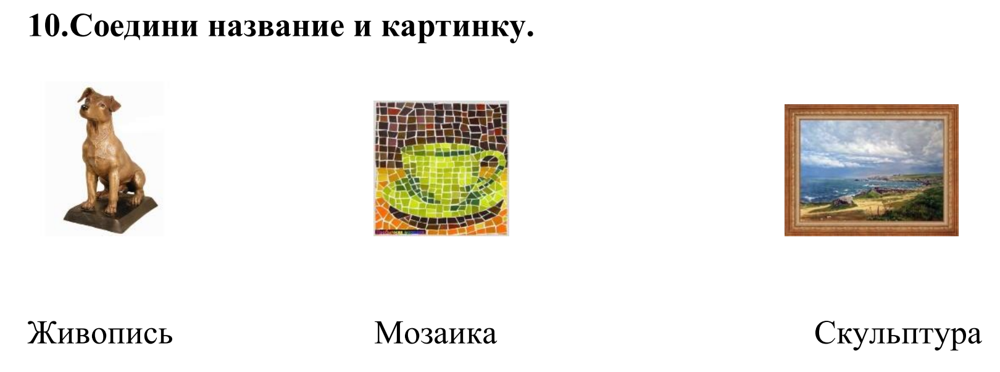 10.Соедини название и картинку.
Живопись Мозаика Скульптура